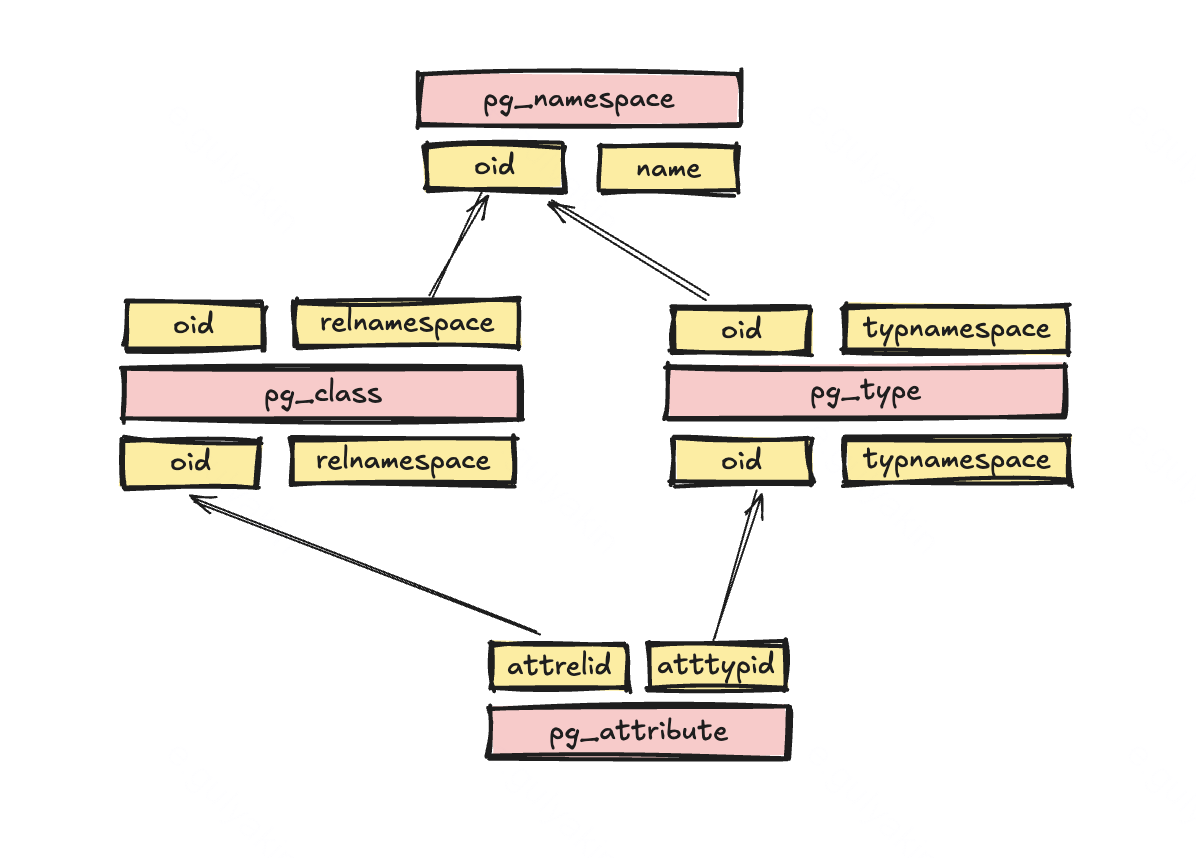 pg_namespace
oid
name
oid
relnamespace
oid
typnamespace
pg_class
pg_type
oid
relnamespace
oid
typnamespace
attrelid
atttypid
pg_attribute